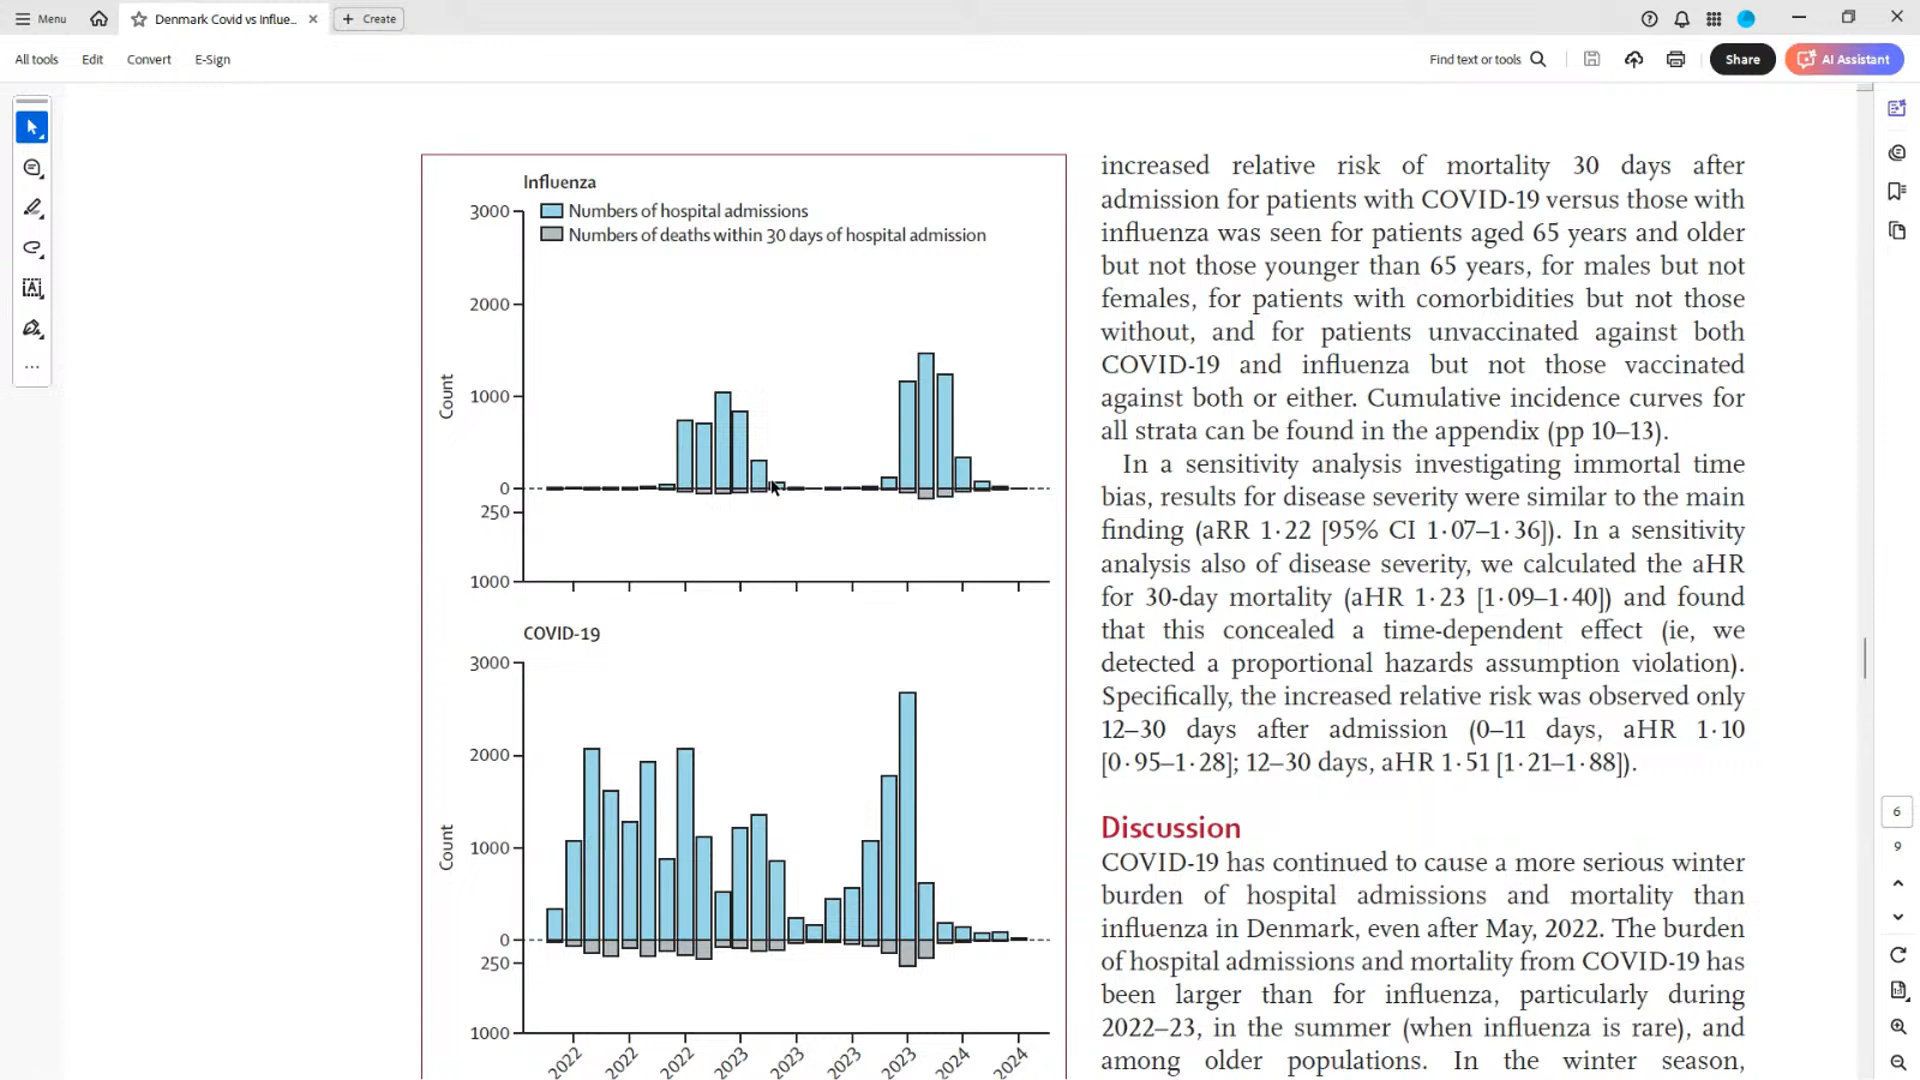 Menu
Denmark Covid vs Influe...
Create
All tools
Edit
Convert
E-Sign
Find text or tools
Share
AI Assistant
Influenza
Numbers of hospital admissions
Numbers of deaths within 30 days of hospital admission
3000
2000
1000
0
250
1000
Count
COVID-19
3000
2000
1000
0
250
1000
Count
2022
2022
2022
2023
2023
2023
2023
2024
2024
increased relative risk of mortality 30 days after
admission for patients with COVID-19 versus those with
influenza was seen for patients aged 65 years and older
but not those younger than 65 years, for males but not
females, for patients with comorbidities but not those
without, and for patients unvaccinated against both
COVID-19 and influenza but not those vaccinated
against both or either. Cumulative incidence curves for
all strata can be found in the appendix (pp 10–13).
In a sensitivity analysis investigating immortal time
bias, results for disease severity were similar to the main
finding (aRR 1·22 [95% CI 1·07–1·36]). In a sensitivity
analysis also of disease severity, we calculated the aHR
for 30-day mortality (aHR 1·23 [1·09–1·40]) and found
that this concealed a time-dependent effect (ie, we
detected a proportional hazards assumption violation).
Specifically, the increased relative risk was observed only
12–30 days after admission (0–11 days, aHR 1·10
[0·95–1·28]; 12–30 days, aHR 1·51 [1·21–1·88]).
Discussion
COVID-19 has continued to cause a more serious winter
burden of hospital admissions and mortality than
influenza in Denmark, even after May, 2022. The burden
of hospital admissions and mortality from COVID-19 has
been larger than for influenza, particularly during
2022–23, in the summer (when influenza is rare), and
among older populations. In the winter season,
6
9